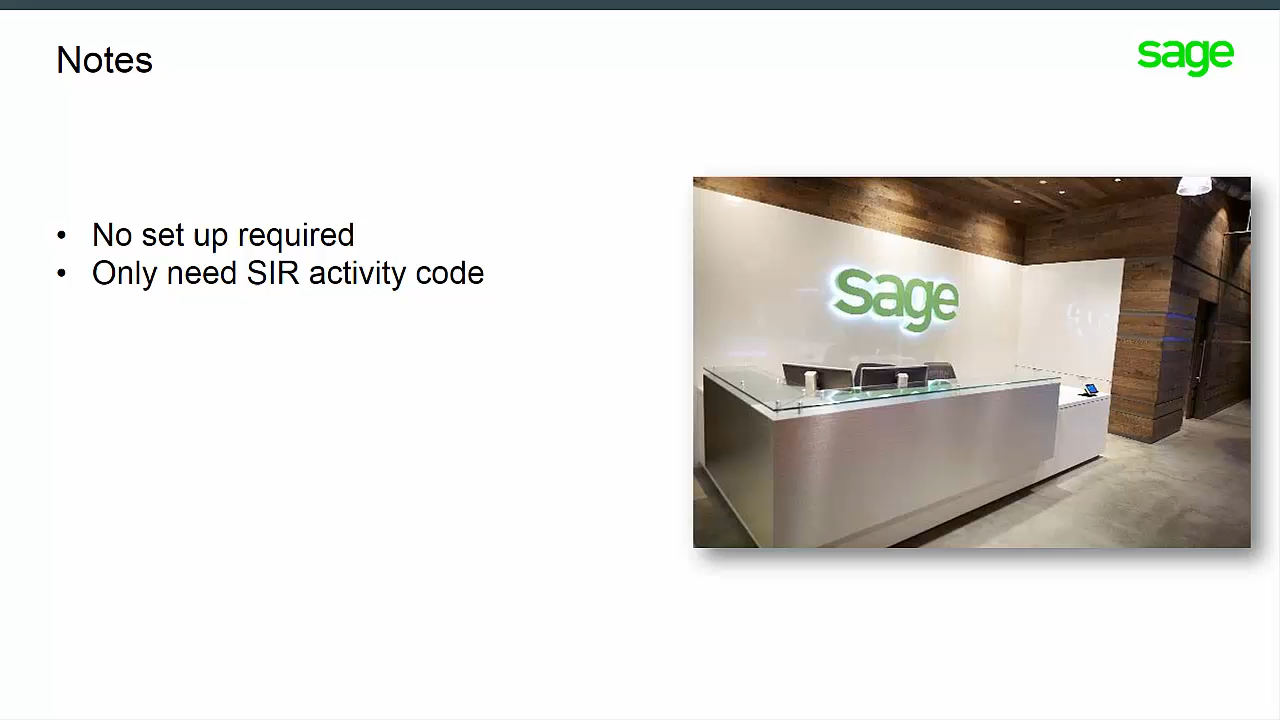 Notes
sage
• No set up required
• Only need SIR activity code
sage